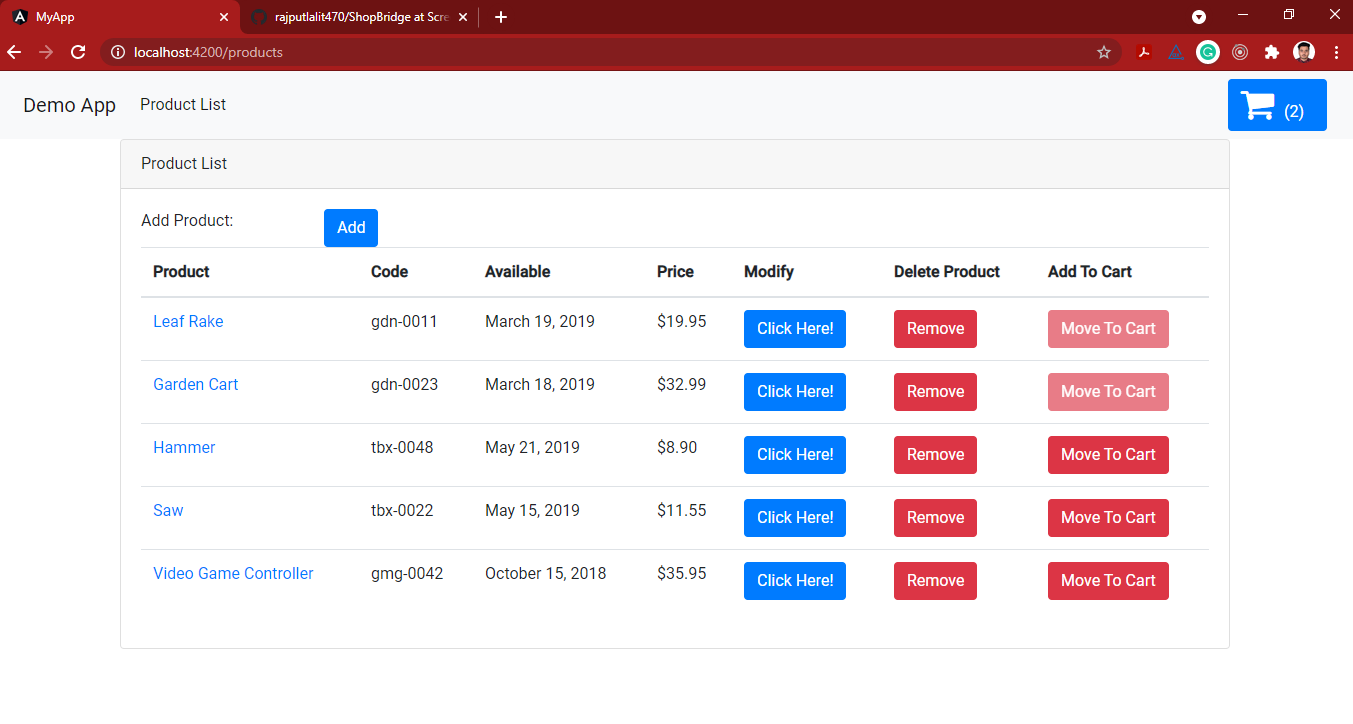 MyApp
rajputlalit470/ShopBridge at Scre
localhost:4200/products
Demo App Product List (2)
Product List
Add Product: Add
Product Code Available Price Modify Delete Product Add To Cart
Leaf Rake gdn-0011 March 19, 2019 $19.95 Click Here! Remove Move To Cart
Garden Cart gdn-0023 March 18, 2019 $32.99 Click Here! Remove Move To Cart
Hammer tbx-0048 May 21, 2019 $8.90 Click Here! Remove Move To Cart
Saw tbx-0022 May 15, 2019 $11.55 Click Here! Remove Move To Cart
Video Game Controller gmg-0042 October 15, 2018 $35.95 Click Here! Remove Move To Cart